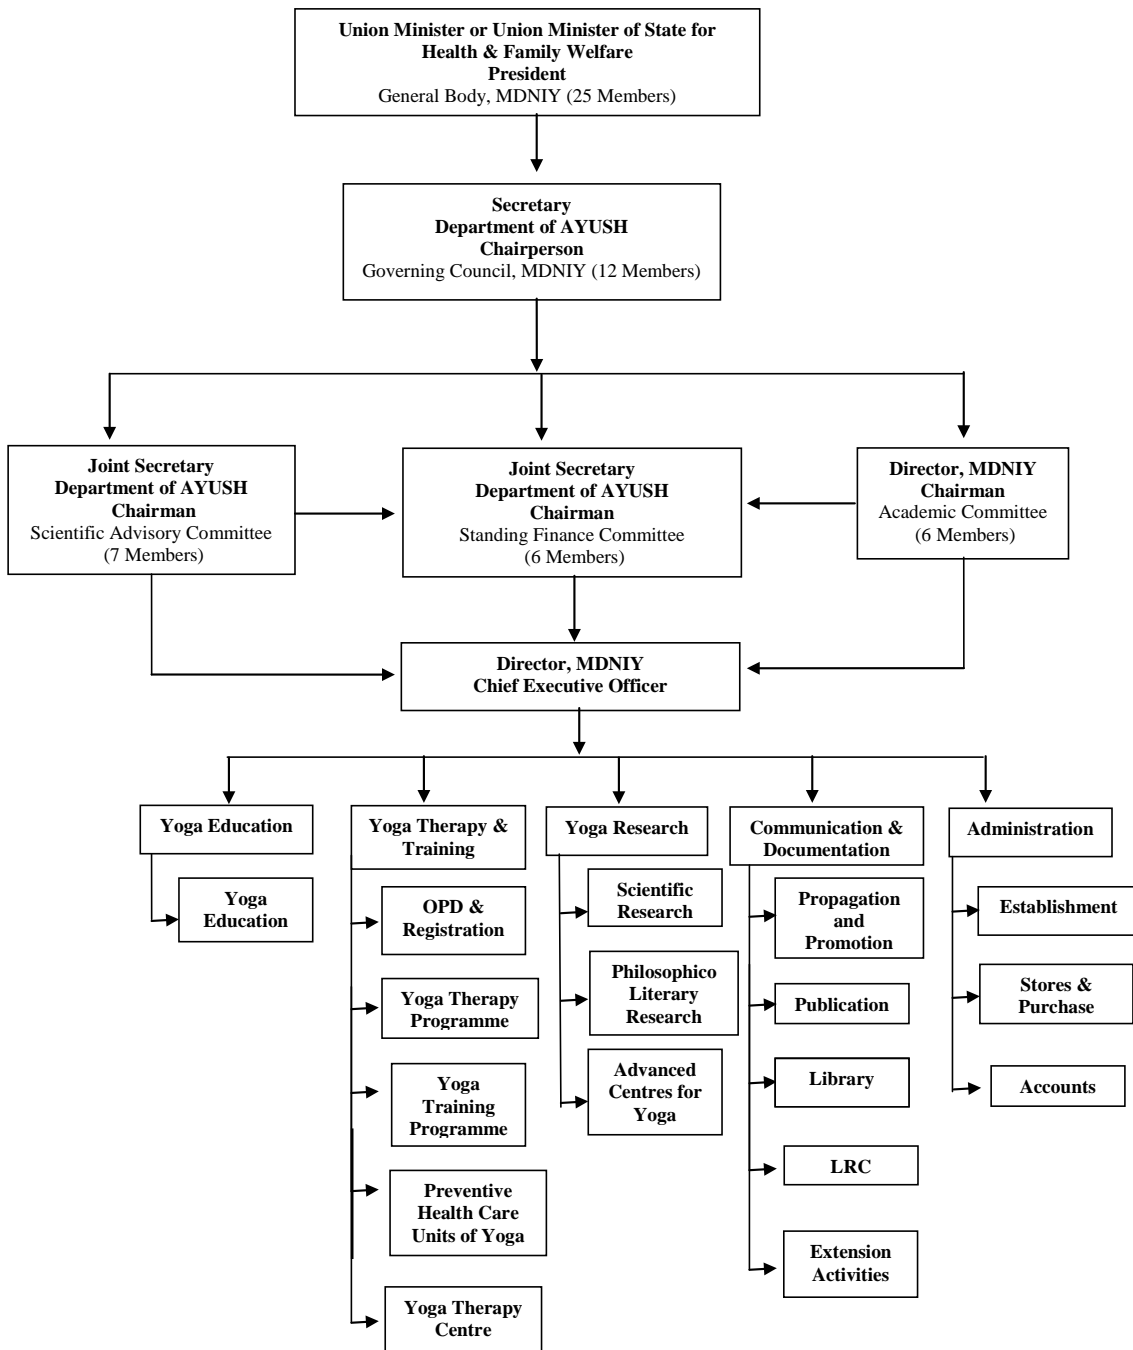 Union Minister or Union Minister of State for
Health & Family Welfare
President
General Body, MDNIY (25 Members)
Secretary
Department of AYUSH
Chairperson
Governing Council, MDNIY (12 Members)
Joint Secretary
Department of AYUSH
Chairman
Scientific Advisory Committee
(7 Members)
Joint Secretary
Department of AYUSH
Chairman
Standing Finance Committee
(6 Members)
Director, MDNIY
Chairman
Academic Committee
(6 Members)
Director, MDNIY
Chief Executive Officer
Yoga Education
Yoga
Education
Yoga Therapy &
Training
OPD &
Registration
Yoga Therapy
Programme
Yoga
Training
Programme
Preventive
Health Care
Units of Yoga
Yoga Therapy
Centre
Yoga Research
Scientific
Research
Philosophico
Literary
Research
Advanced
Centres for
Yoga
Communication &
Documentation
Propagation
and
Promotion
Publication
Library
LRC
Extension
Activities
Administration
Establishment
Stores &
Purchase
Accounts